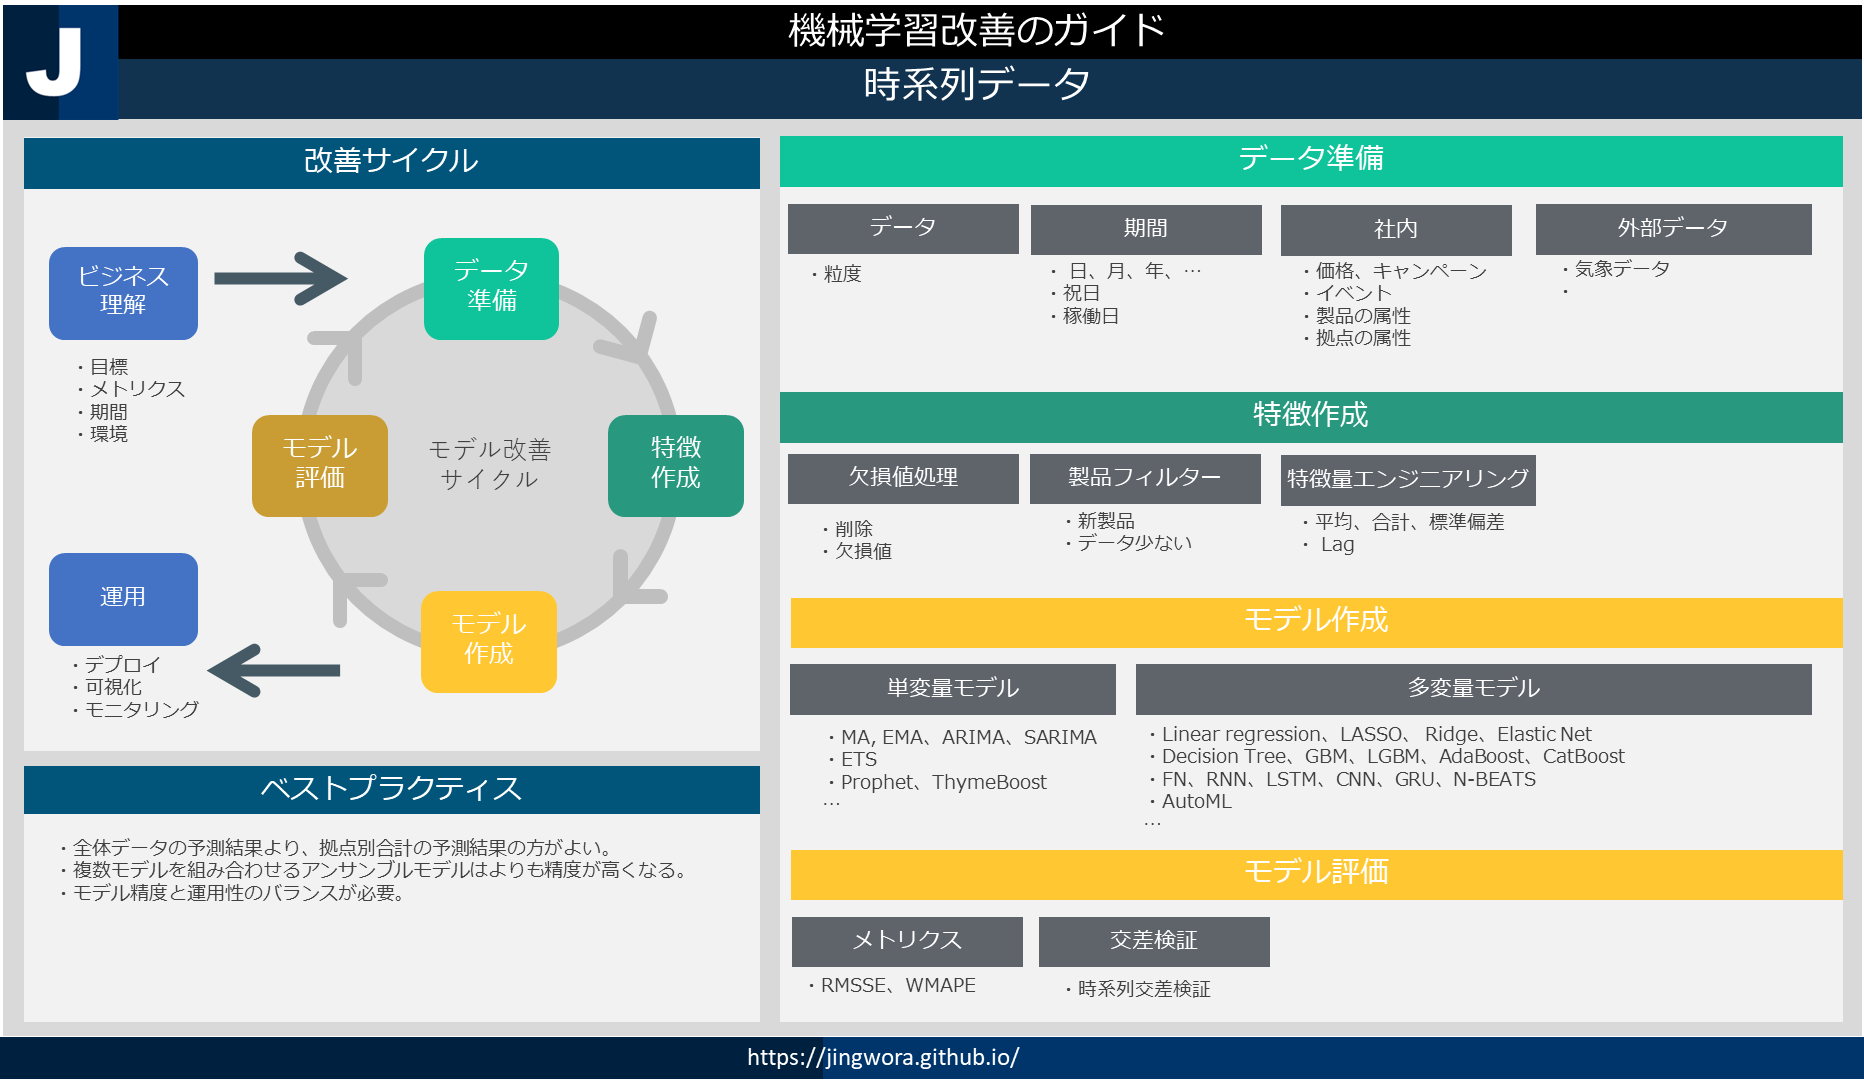 J
機械学習改善のガイド
時系列データ
改善サイクル
ビジネス
理解
・目標
・メトリクス
・期間
・環境
データ
準備
特徴
作成
モデル
作成
モデル
評価
モデル改善
サイクル
運用
・デプロイ
・可視化
・モニタリング
ベストプラクティス
・全体データの予測結果より、拠点別合計の予測結果の方がよい。
・複数モデルを組み合わせるアンサンブルモデルはよりも精度が高くなる。
・モデル精度と運用性のバランスが必要。
データ準備
データ
・粒度
期間
・ 日、月、年、…
・祝日
・稼働日
社内
・価格、キャンペーン
・イベント
・製品の属性
・拠点の属性
外部データ
・気象データ
・
特徴作成
欠損値処理
・削除
・欠損値
製品フィルター
・新製品
・データ少ない
特徴量エンジニアリング
・平均、合計、標準偏差
・ Lag
モデル作成
単変量モデル
・MA, EMA、ARIMA、SARIMA
・ETS
・Prophet、ThymeBoost
…
多変量モデル
・Linear regression、LASSO、 Ridge、Elastic Net
・Decision Tree、GBM、LGBM、AdaBoost、CatBoost
・FN、RNN、LSTM、CNN、GRU、N-BEATS
・AutoML
…
モデル評価
メトリクス
・RMSSE、WMAPE
交差検証
・時系列交差検証
https://jingwora.github.io/